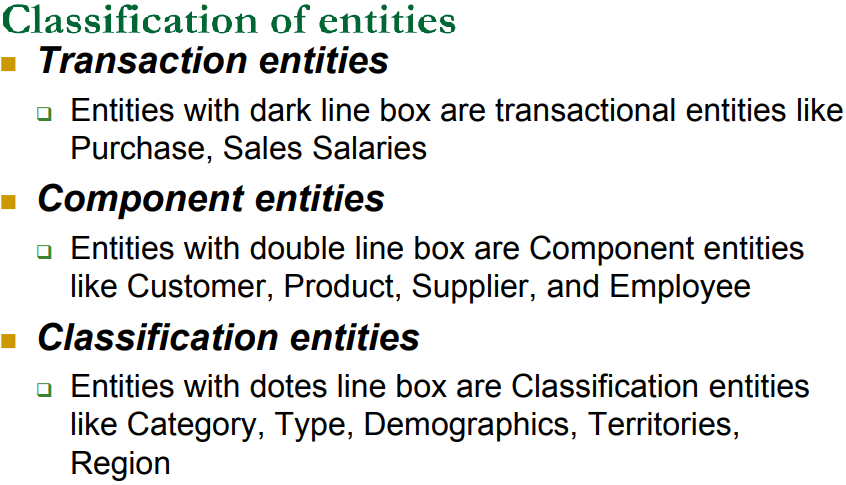 Classification of entities
Transaction entities
Entities with dark line box are transactional entities like
Purchase, Sales Salaries
Component entities
Entities with double line box are Component entities
like Customer, Product, Supplier, and Employee
Classification entities
Entities with dotes line box are Classification entities
like Category, Type, Demographics, Territories,
Region